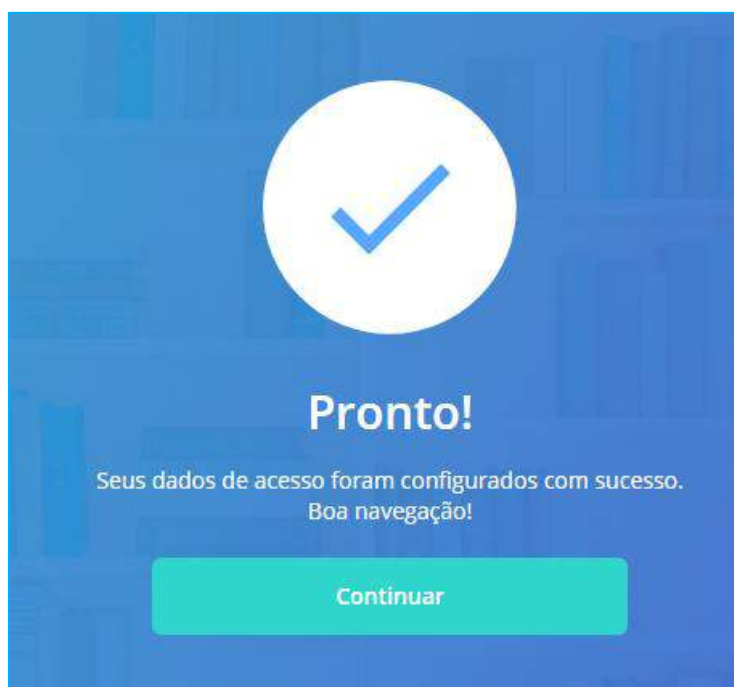 Pronto!
Seus dados de acesso foram configurados com sucesso.
Boa navegação!
Continuar